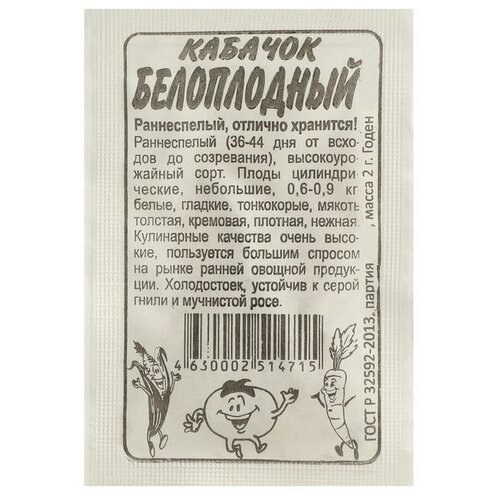 КАБАЧОК
БЕЛОПЛОДНЫЙ
Раннеспелый, отлично хранится!
Раннеспелый (36-44 дня от всхо-
дов до созревания), высокоуро-
жайный сорт. Плоды цилиндри-
ческие, небольшие, 0,6-0,9 кг
белые, гладкие, тонкокорые, мякоть
толстая, кремовая, плотная, нежная.
Кулинарные качества очень высо-
кие, пользуется большим спросом
на рынке ранней овощной продук-
ции. Холодостоек, устойчив к серой
гнили и мучнистой росе.
4 630002 514715
ГОСТ Р 32592-2013, партия , масса 2 г. Годен